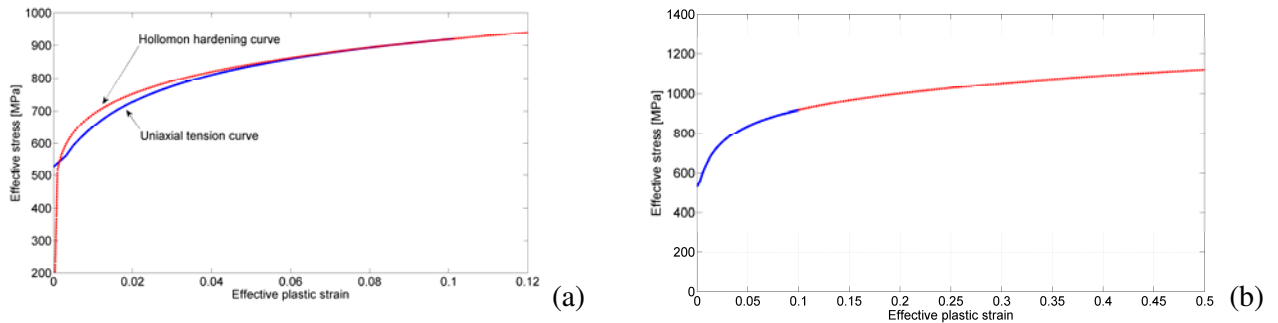 1000
900
800
700
600
500
400
300
200
Effective stress [MPa]
Hollomon hardening curve
Uniaxial tension curve
0 0.02 0.04 0.06 0.08 0.1 0.12
Effective plastic strain
(a)
1400
1200
1000
800
600
400
200
0
Effective stress [MPa]
0 0.05 0.1 0.15 0.2 0.25 0.3 0.35 0.4 0.45 0.5
Effective plastic strain
(b)